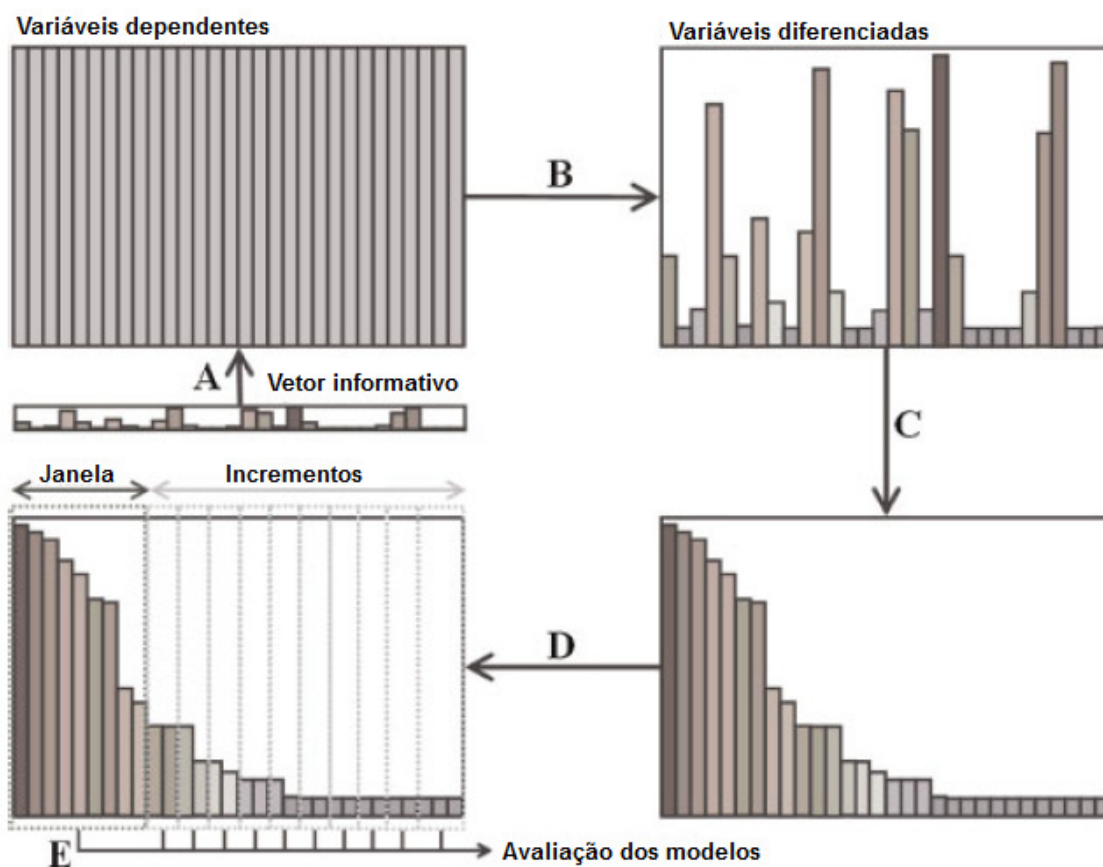 Variáveis dependentes
Variáveis diferenciadas
B
A
Vetor informativo
C
Janela
Incrementos
D
E
Avaliação dos modelos